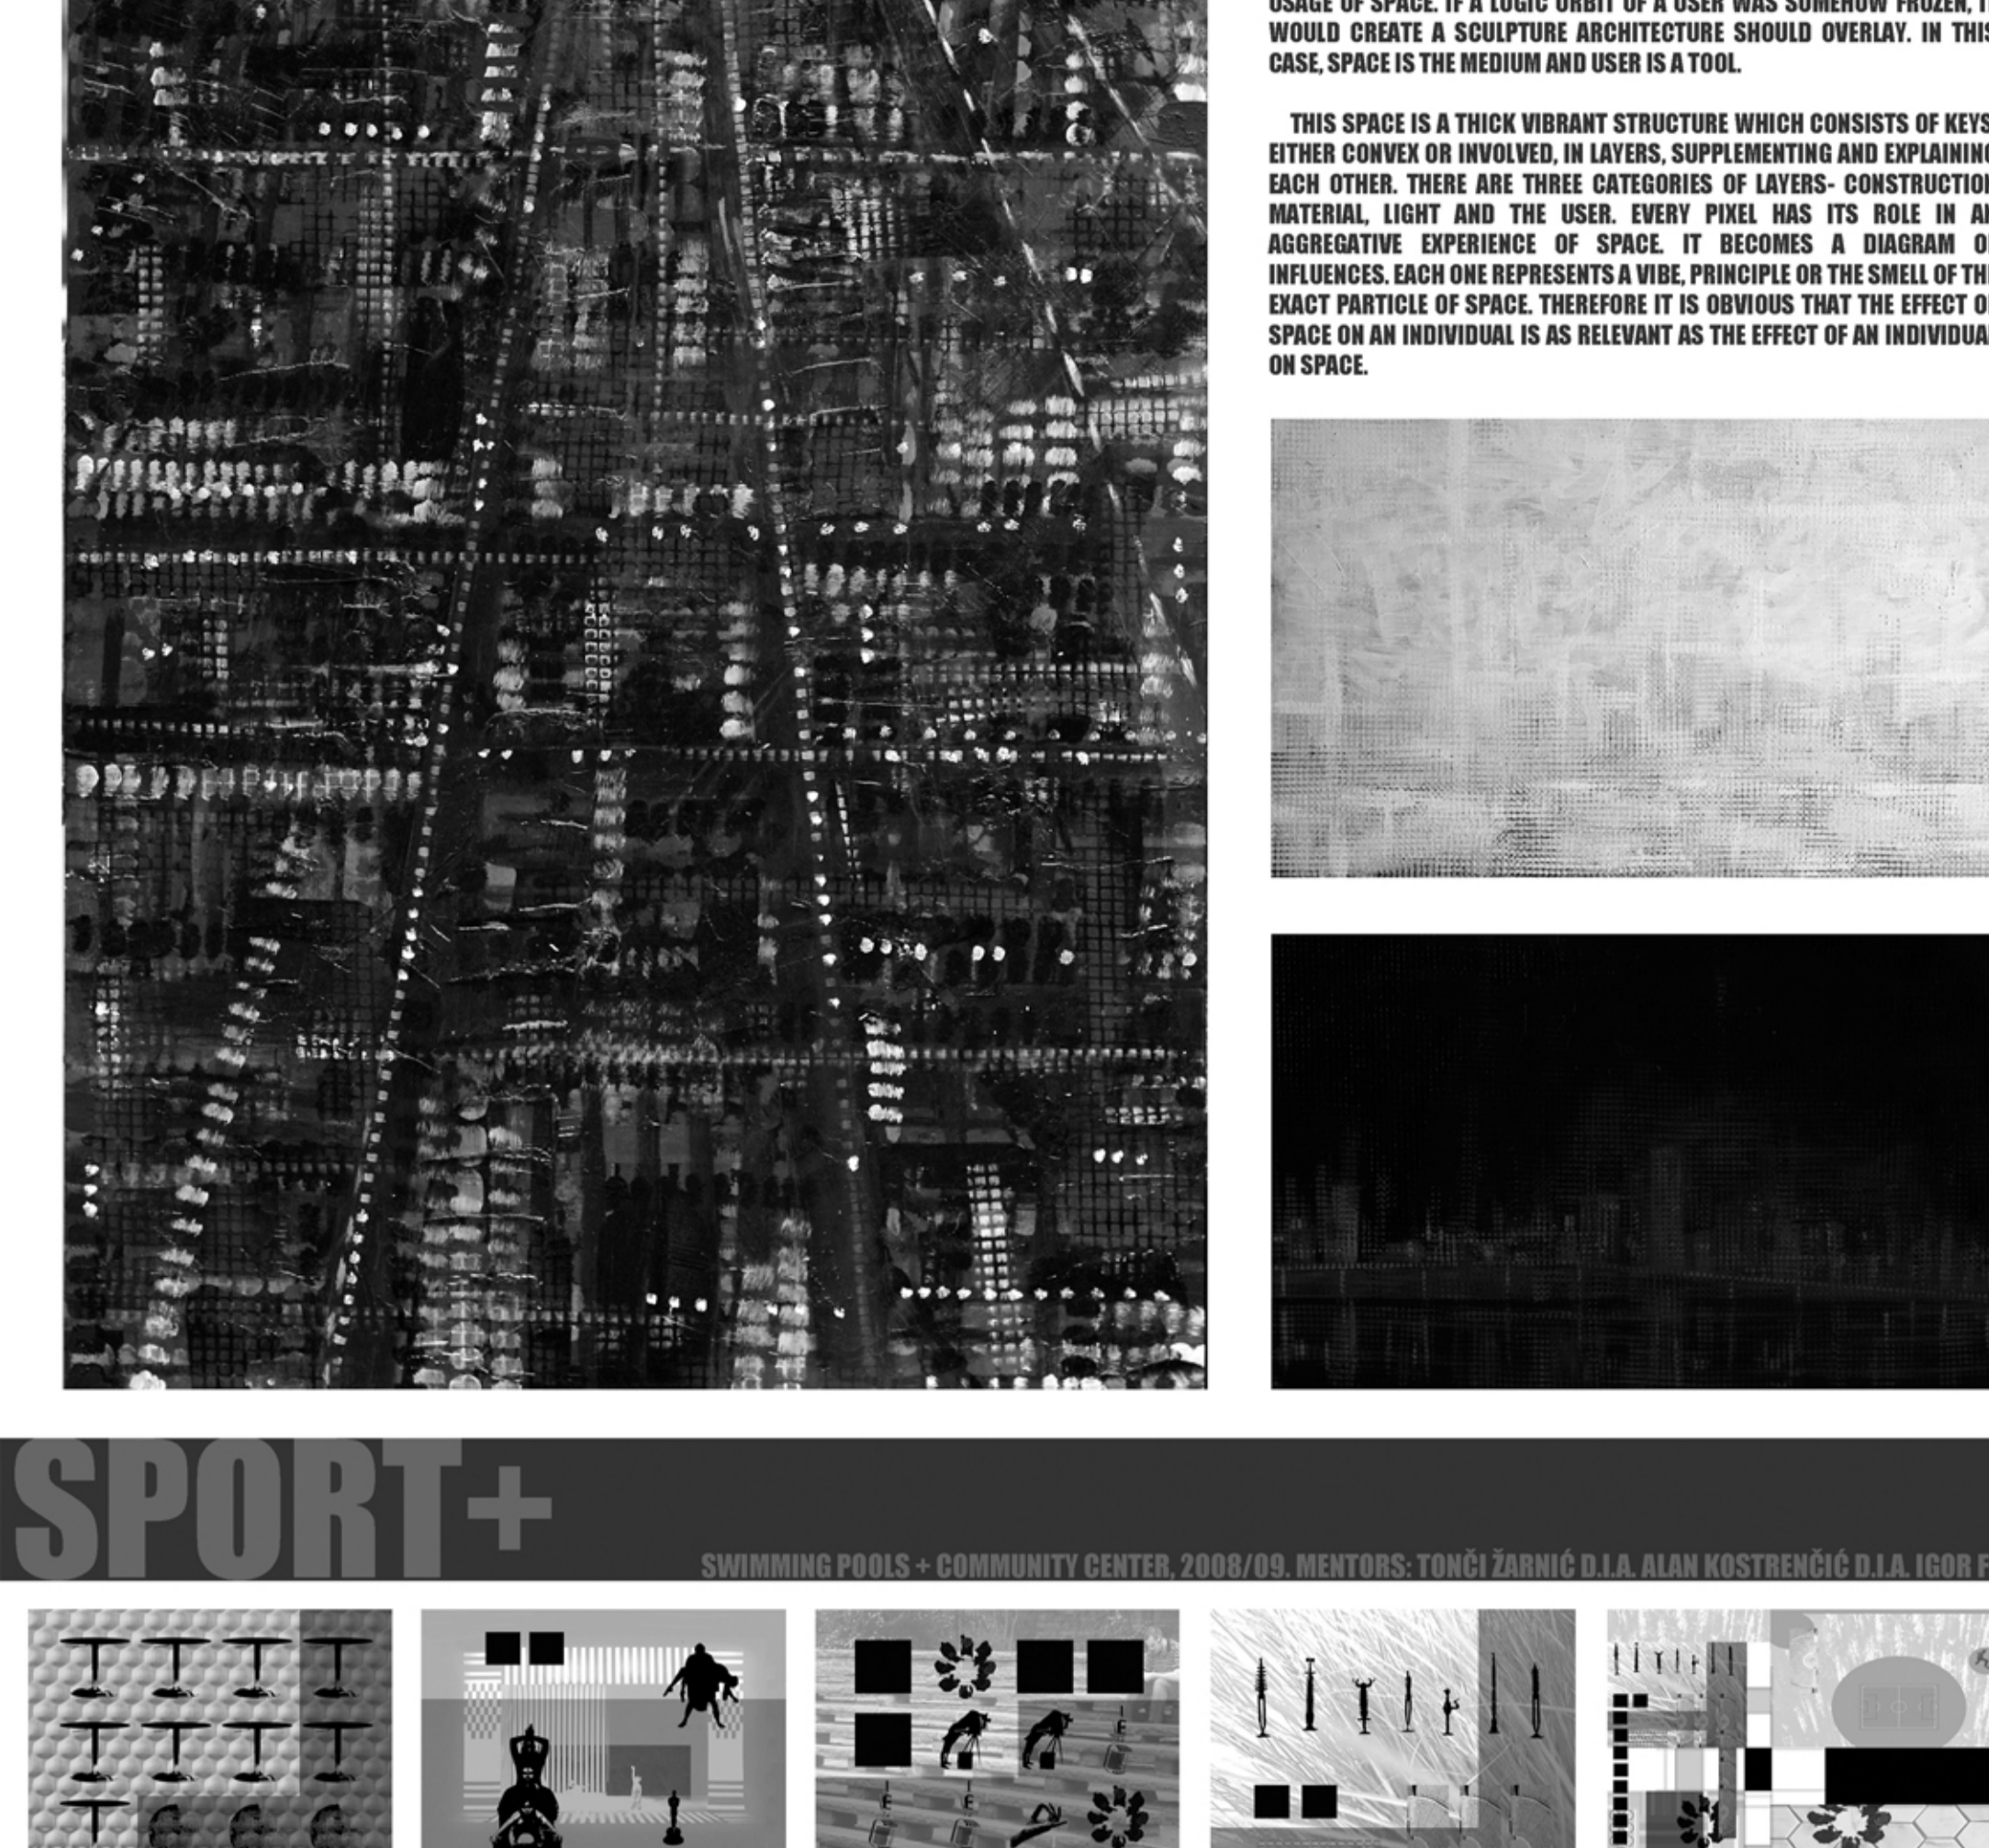 USAGE OF SPACE. IF A LOGIC ORBIT OF A USER WAS SOMEHOW FROZEN,
WOULD CREATE A SCULPTURE ARCHITECTURE SHOULD OVERLAY. IN THIS
CASE, SPACE IS THE MEDIUM AND USER IS A TOOL.
THIS SPACE IS A THICK VIBRANT STRUCTURE WHICH CONSISTS OF KEYS
EITHER CONVEX OR INVOLVED, IN LAYERS, SUPPLEMENTING AND EXPLAINING
EACH OTHER. THERE ARE THREE CATEGORIES OF LAYERS- CONSTRUCTION
MATERIAL, LIGHT AND THE USER. EVERY PIXEL HAS ITS ROLE IN
AGGREGATIVE EXPERIENCE OF SPACE. IT BECOMES A DIAGRAM
INFLUENCES. EACH ONE REPRESENTS A VIBE, PRINCIPLE OR THE SMELL OF THE
EXACT PARTICLE OF SPACE. THEREFORE IT IS OBVIOUS THAT THE EFFECT
SPACE ON AN INDIVIDUAL IS AS RELEVANT AS THE EFFECT OF AN INDIVIDUAL
ON SPACE.
SPORT+
SWIMMING POOLS + COMMUNITY CENTER, 2008/09. MENTORS: TONČI ŽARNIĆ D.I.A. ALAN KOSTRENČIĆ D.I.A. IGOR